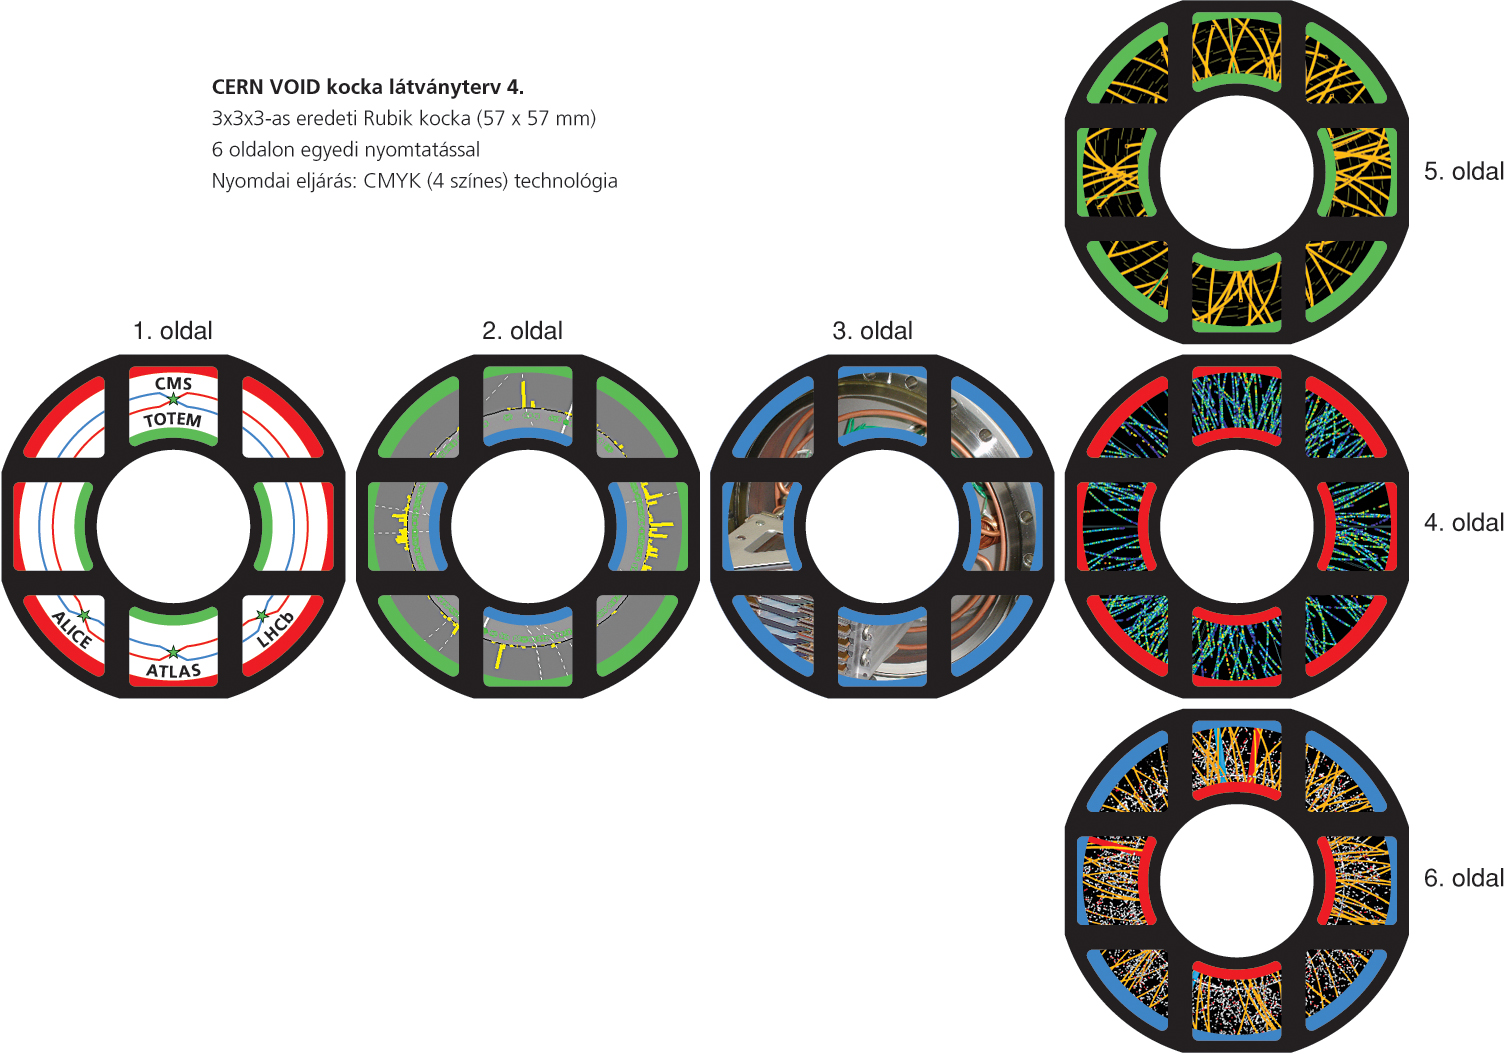 CERN VOID kocka látványterv 4.
3x3x3-as eredeti Rubik kocka (57 x 57 mm)
6 oldalon egyedi nyomtatással
Nyomdai eljárás: CMYK (4 színes) technológia
5. oldal
1. oldal
2. oldal
3. oldal
CMS
TOTEM
4. oldal
ALICE
ATLAS
LHCb
6. oldal